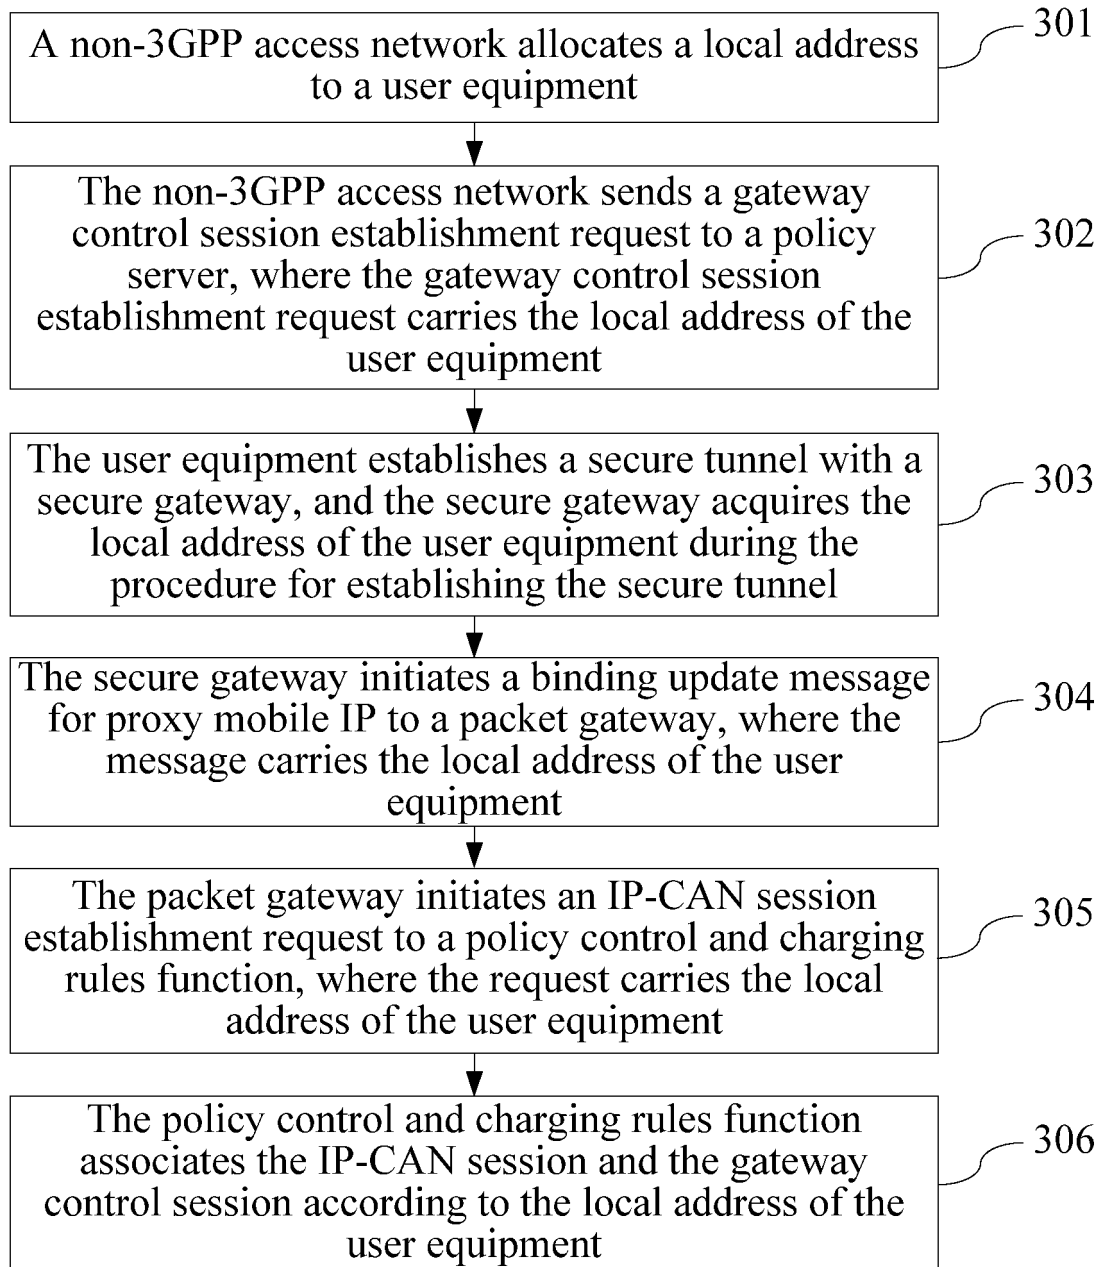 A non-3GPP access network allocates a local address
to a user equipment
301
The non-3GPP access network sends a gateway
control session establishment request to a policy
server, where the gateway control session
establishment request carries the local address of the
user equipment
302
The user equipment establishes a secure tunnel with a
secure gateway, and the secure gateway acquires the
local address of the user equipment during the
procedure for establishing the secure tunnel
303
The secure gateway initiates a binding update message
for proxy mobile IP to a packet gateway, where the
message carries the local address of the user
equipment
304
The packet gateway initiates an IP-CAN session
establishment request to a policy control and charging
rules function, where the request carries the local
address of the user equipment
305
The policy control and charging rules function
associates the IP-CAN session and the gateway
control session according to the local address of the
user equipment
306